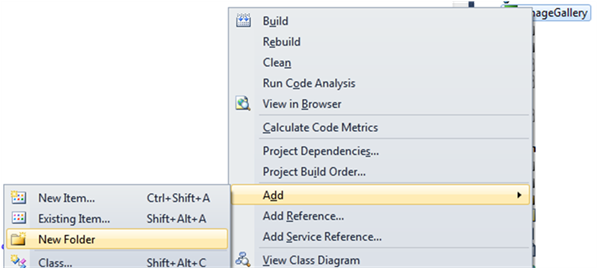 ageGallery
Build
Rebuild
Clean
Run Code Analysis
View in Browser
Calculate Code Metrics
Project Dependencies...
Project Build Order...
Add
Add Reference...
Add Service Reference...
View Class Diagram
New Item... Ctrl+Shift+A
Existing Item... Shift+Alt+A
New Folder
Class... Shift+Alt+C